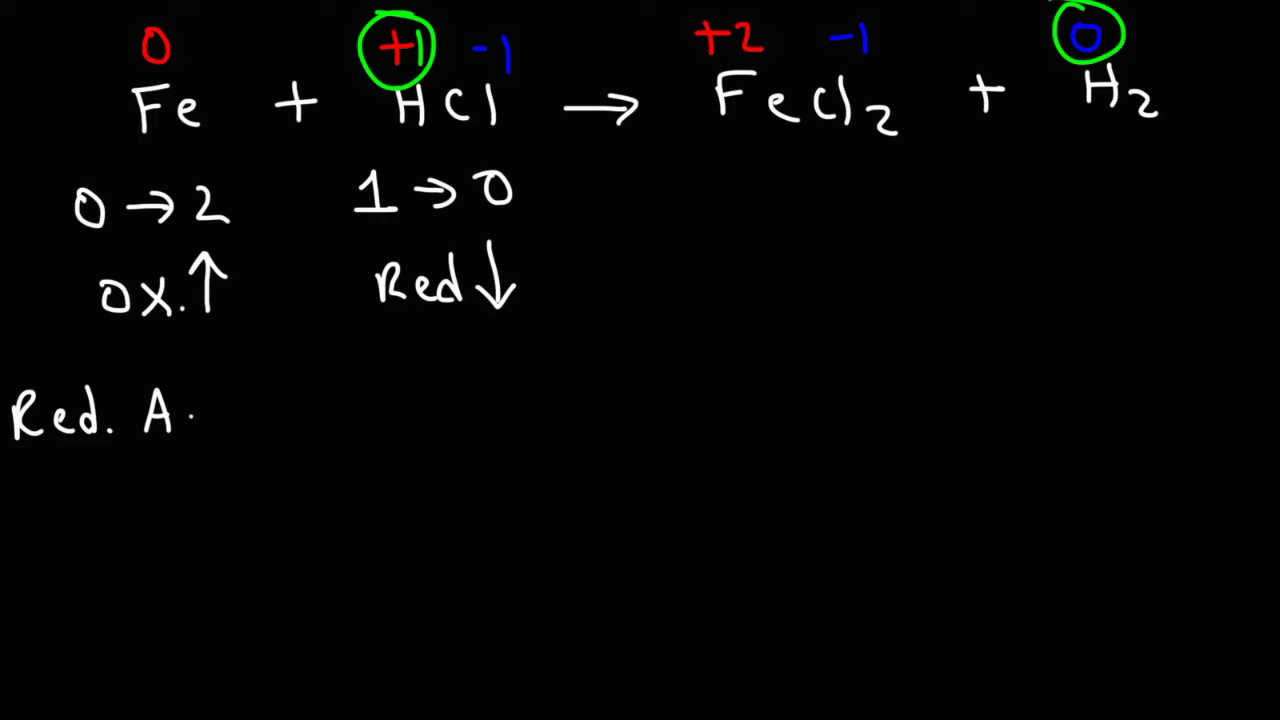 0 +1 -1 +2 -1 0
Fe + HCl → FeCl₂ + H₂
0 → 2 1 → 0
ox. ↑ Red ↓
Red. A.